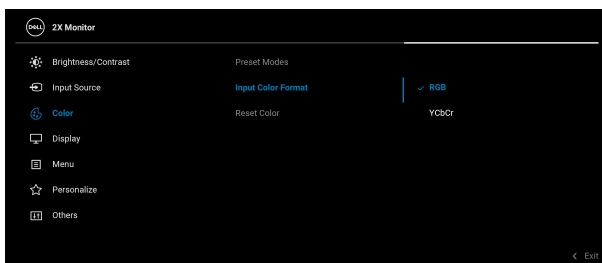 DELL 2X Monitor
Brightness/Contrast
Input Source
Color
Display
Menu
Personalize
Others
Preset Modes
Input Color Format
Reset Color
RGB
YCbCr
Exit